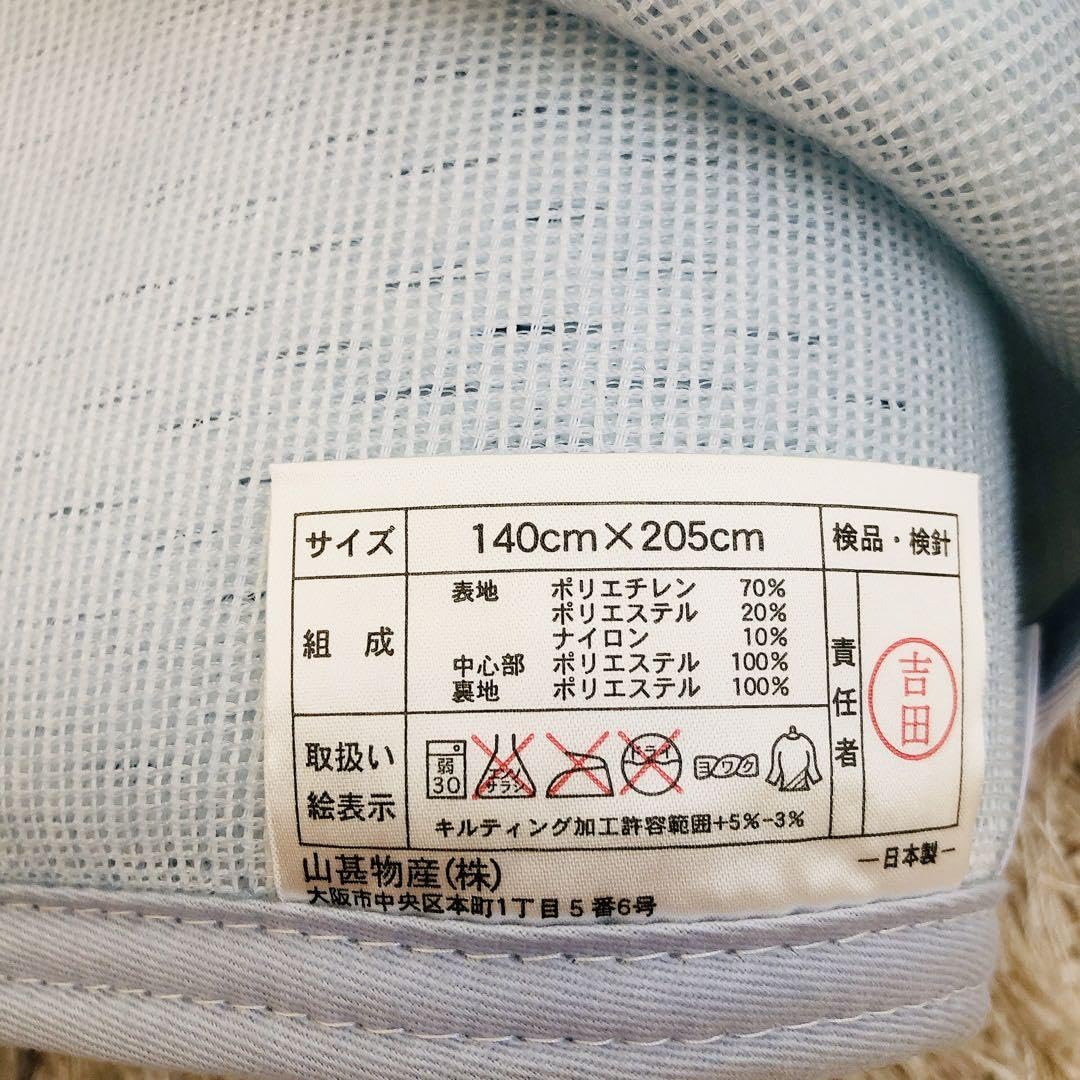 サイズ 140cm×205cm 検品・検針
組成 表地 ポリエチレン 70%
ポリエステル 20%
ナイロン 10%
中心部 ポリエステル 100%
裏地 ポリエステル 100%
責任者 吉田
取扱い
絵表示
弱
30
エンソ
サラシ
ドライ
ヨワク
キルティング加工許容範囲+5%-3%
山甚物産(株)
大阪市中央区本町1丁目5番6号
―日本製―